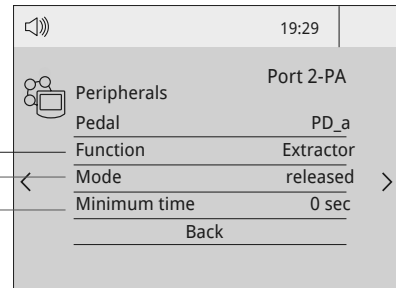 19:29
Port 2-PA
Peripherals
Pedal PD_a
Function Extractor
Mode released
Minimum time 0 sec
Back